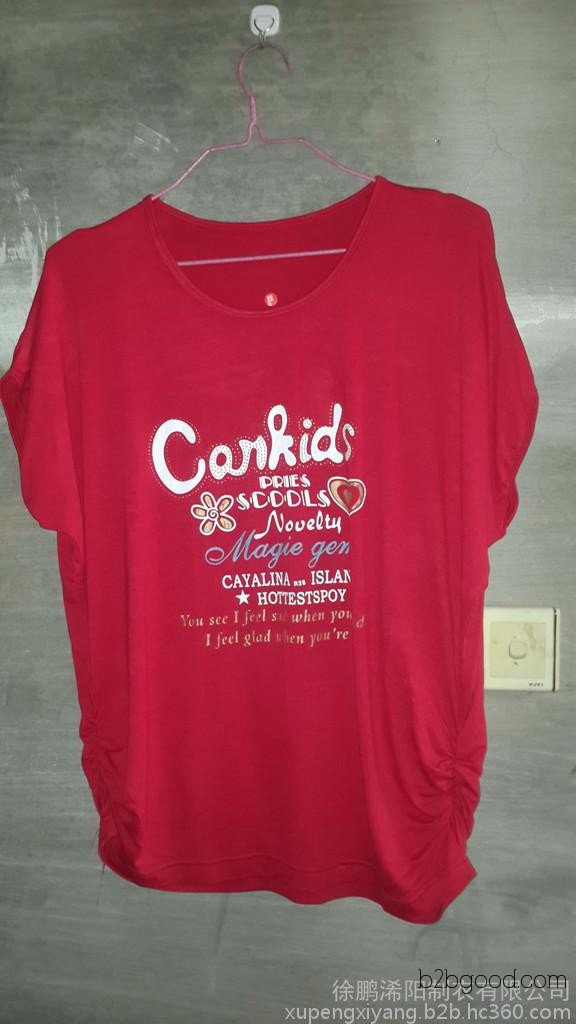 Carkids
PRIES
SCDDLS
Novelty
Magie gen
CAYALINA ISLAN
★ HOTTESTSPOY
You see I feel sad when you
I feel glad when you're
b2bgood.com
徐鹏浠阳制衣有限公司
xupengxiyang.b2b.hc360.com